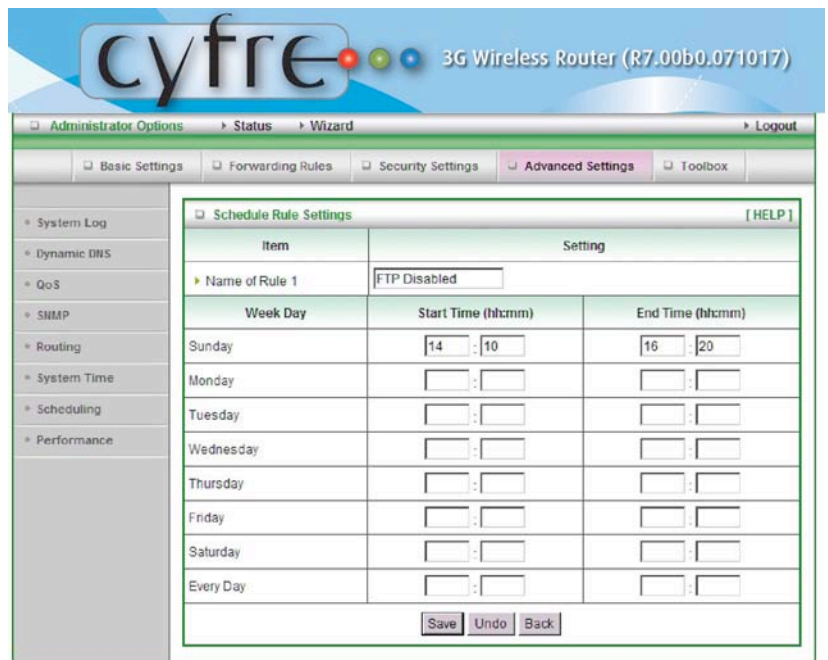 cyfre 3G Wireless Router (R7.00b0.071017)
Administrator Options Status Wizard Logout
Basic Settings Forwarding Rules Security Settings Advanced Settings Toolbox
System Log
Dynamic DNS
QoS
SNMP
Routing
System Time
Scheduling
Performance
Schedule Rule Settings [ HELP ]
Item Setting
Name of Rule 1 FTP Disabled
Week Day Start Time (hh:mm) End Time (hh:mm)
Sunday 14 : 10 16 : 20
Monday : :
Tuesday : :
Wednesday : :
Thursday : :
Friday : :
Saturday : :
Every Day : :
Save Undo Back